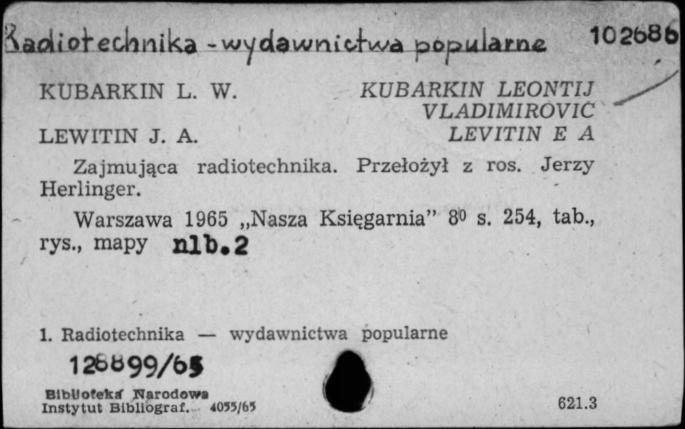 Radiotechnika - wydawnictwa popularne 102686
KUBARKIN L. W. KUBARKIN LEONTIJ
VLADIMIROVIC
LEWITIN J. A. LEVITIN E A
Zajmująca radiotechnika. Przełożył z ros. Jerzy
Herlinger.
Warszawa 1965 „Nasza Księgarnia” 8⁰ s. 254, tab.,
rys., mapy nlb.2
1. Radiotechnika — wydawnictwa popularne
128899/65
Biblioteka Narodowa
Instytut Bibliograf. 4055/65 621.3